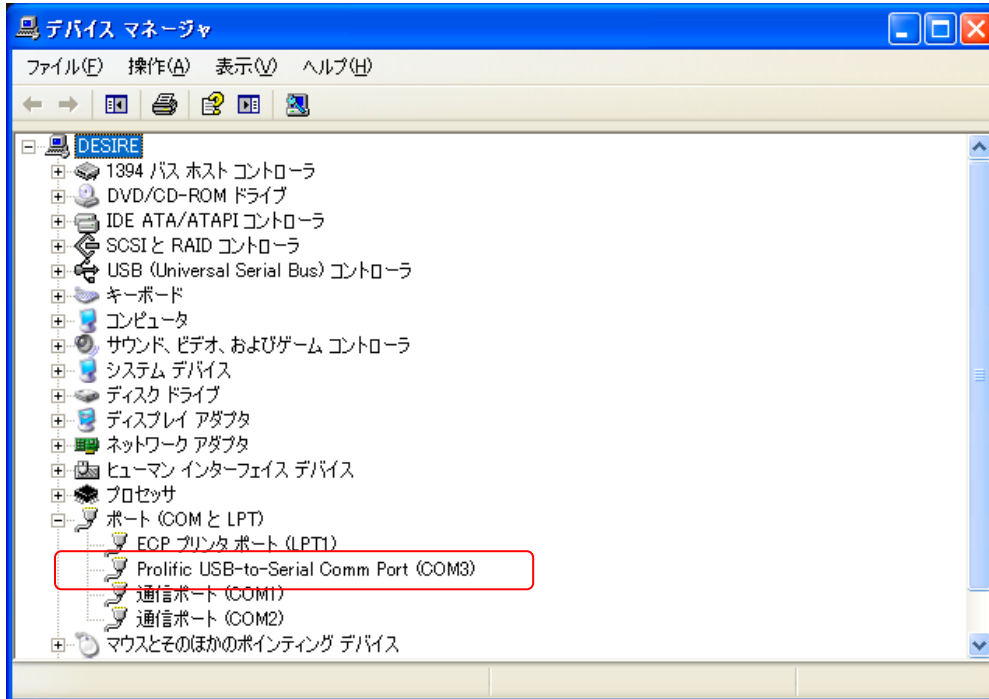 デバイス マネージャ
ファイル(F) 操作(A) 表示(V) ヘルプ(H)
DESIRE
1394 バス ホスト コントローラ
DVD/CD-ROM ドライブ
IDE ATA/ATAPI コントローラ
SCSI と RAID コントローラ
USB (Universal Serial Bus) コントローラ
キーボード
コンピュータ
サウンド、ビデオ、およびゲーム コントローラ
システム デバイス
ディスク ドライブ
ディスプレイ アダプタ
ネットワーク アダプタ
ヒューマン インターフェイス デバイス
プロセッサ
ポート (COM と LPT)
ECP プリンタ ポート (LPT1)
Prolific USB-to-Serial Comm Port (COM3)
通信ポート (COM1)
通信ポート (COM2)
マウスとそのほかのポインティング デバイス